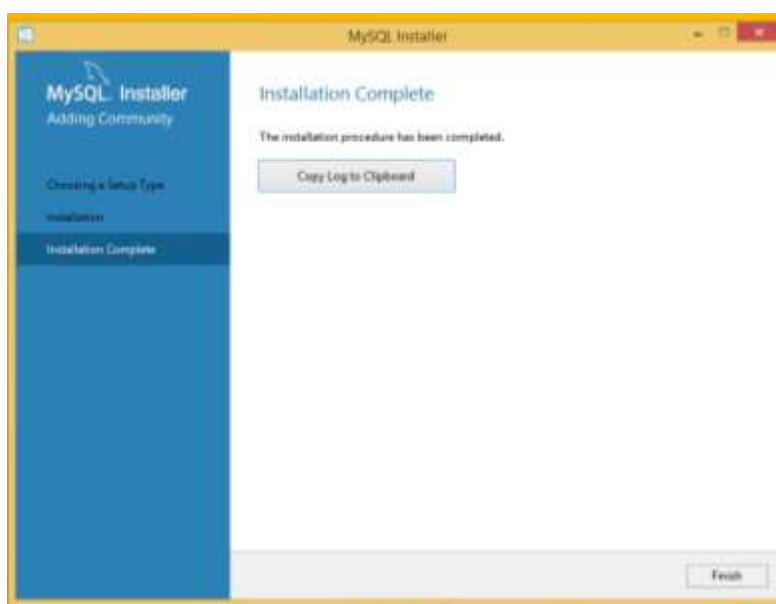 MySQL Installer
MySQL Installer
Adding Community
Choosing a Setup Type
Installation
Installation Complete
Installation Complete
The installation procedure has been completed.
Copy Log to Clipboard
Finish